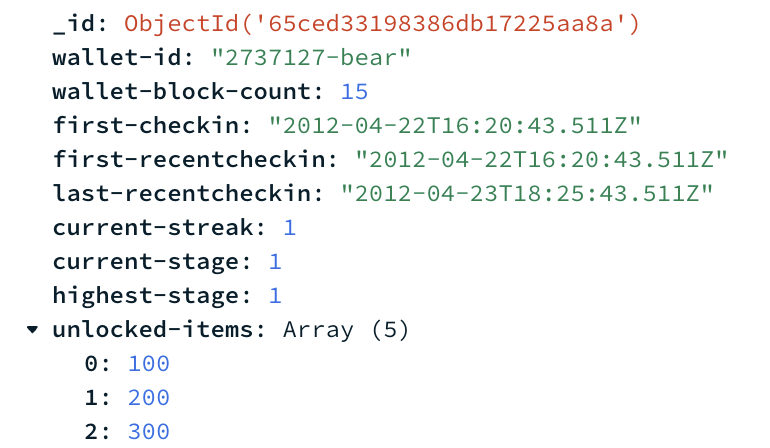 _id: ObjectId('65ced33198386db17225aa8a')
wallet-id: "2737127-bear"
wallet-block-count: 15
first-checkin: "2012-04-22T16:20:43.511Z"
first-recentcheckin: "2012-04-22T16:20:43.511Z"
last-recentcheckin: "2012-04-23T18:25:43.511Z"
current-streak: 1
current-stage: 1
highest-stage: 1
unlocked-items: Array (5)
0: 100
1: 200
2: 300